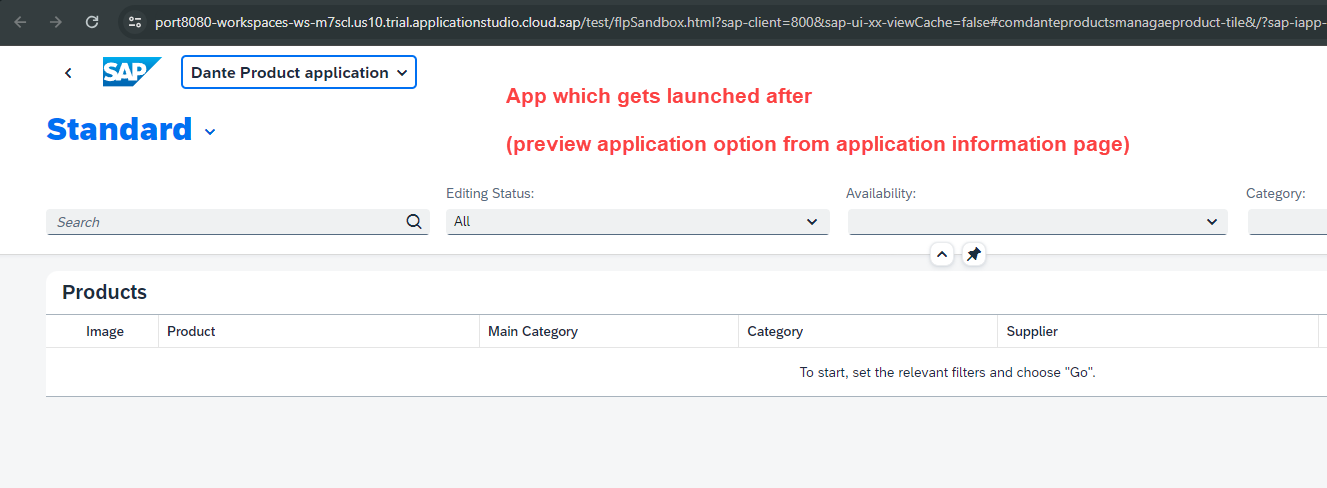 port8080-workspaces-ws-m7scl.us10.trial.applicationstudio.cloud.sap/test/flpSandbox.html?sap-client=800&sap-ui-xx-viewCache=false#comdanteproductsmanagaeproduct-tile&/?sap-iapp-
SAP
Dante Product application
App which gets launched after
Standard
(preview application option from application information page)
Editing Status:
Availability:
Category:
Search
All
Products
Image
Product
Main Category
Category
Supplier
To start, set the relevant filters and choose "Go".